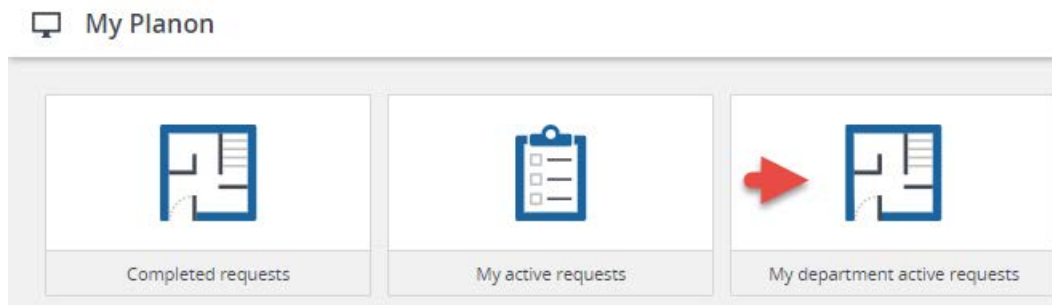 My Planon
Completed requests
My active requests
My department active requests